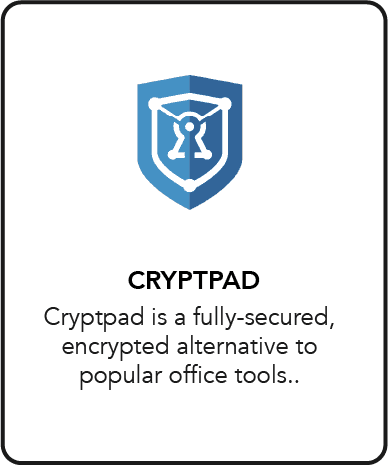 CRYPTPAD
Cryptpad is a fully-secured,
encrypted alternative to
popular office tools..